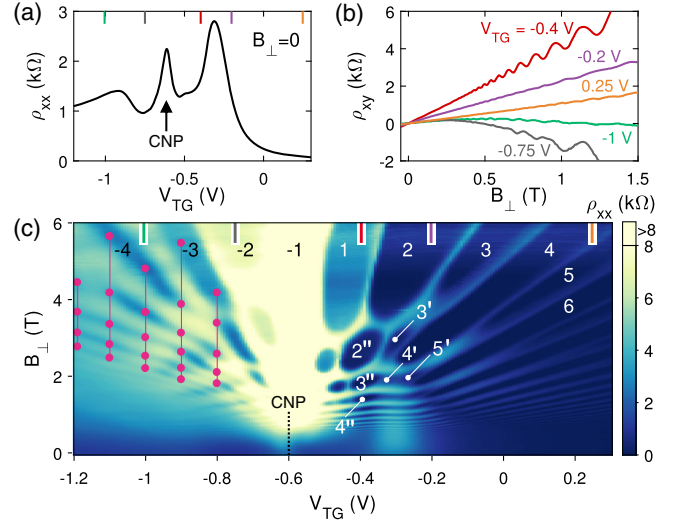 (a)
3
2
1
0
ρxx (kΩ)
B⊥=0
CNP
-1
-0.5
0
VTG (V)
(b)
6
4
2
0
-2
ρxy (kΩ)
VTG = -0.4 V
-0.2 V
0.25 V
-1 V
-0.75 V
0
0.5
1
1.5
B⊥ (T)
(c)
6
4
2
0
B⊥ (T)
-4
-3
-2
-1
1
2
3
4
5
6
3'
2"
4'
5'
3"
4"
CNP
-1.2
-1
-0.8
-0.6
-0.4
-0.2
0
0.2
VTG (V)
ρxx (kΩ)
>8
8
6
4
2
0